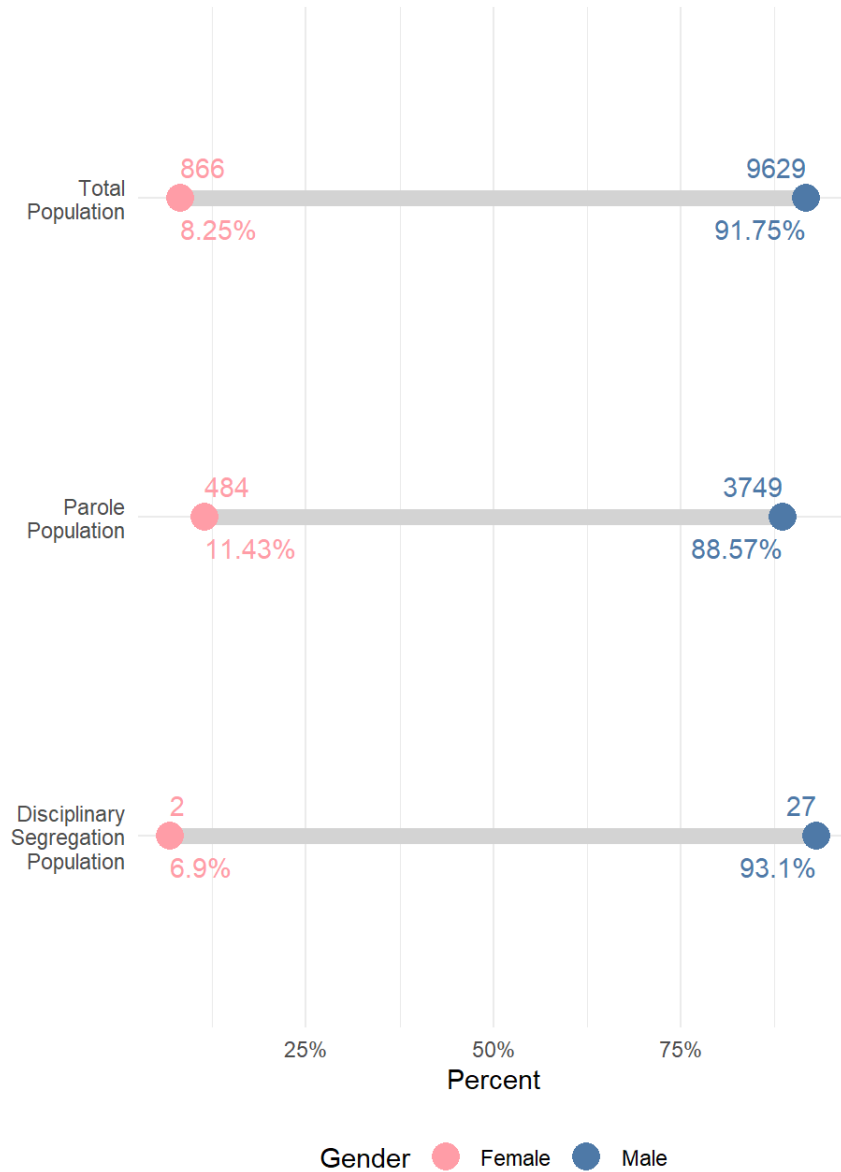 866
9629
Total
Population
8.25%
91.75%
484
3749
Parole
Population
11.43%
88.57%
2
27
Disciplinary
Segregation
Population
6.9%
93.1%
25%
50%
75%
Percent
Gender
Female
Male